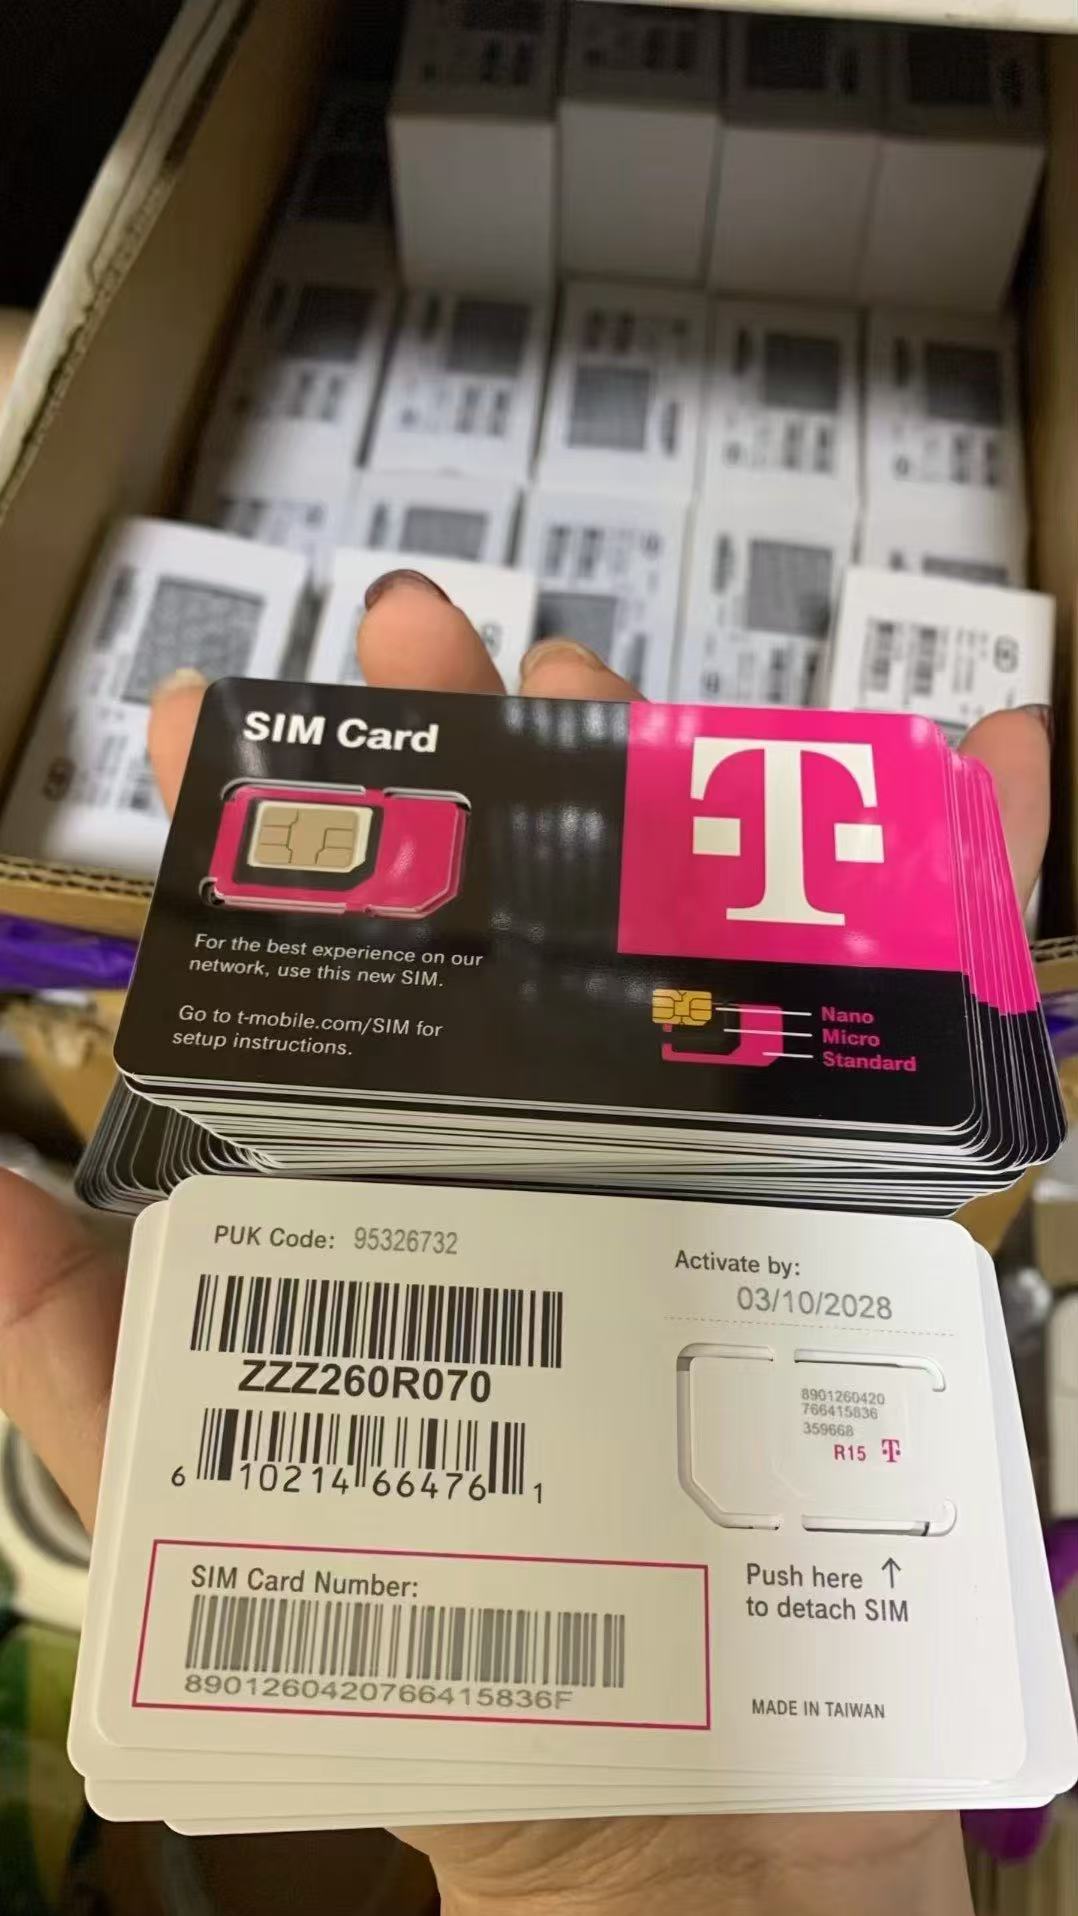 SIM Card
T
For the best experience on our
network, use this new SIM.
Go to t-mobile.com/SIM for
setup instructions.
Nano
Micro
Standard
PUK Code: 95326732
Activate by:
03/10/2028
ZZZ260R070
6 10214 66476 1
8901260420
766415836
359668
R15 T
SIM Card Number:
8901260420766415836F
Push here ↑
to detach SIM
MADE IN TAIWAN